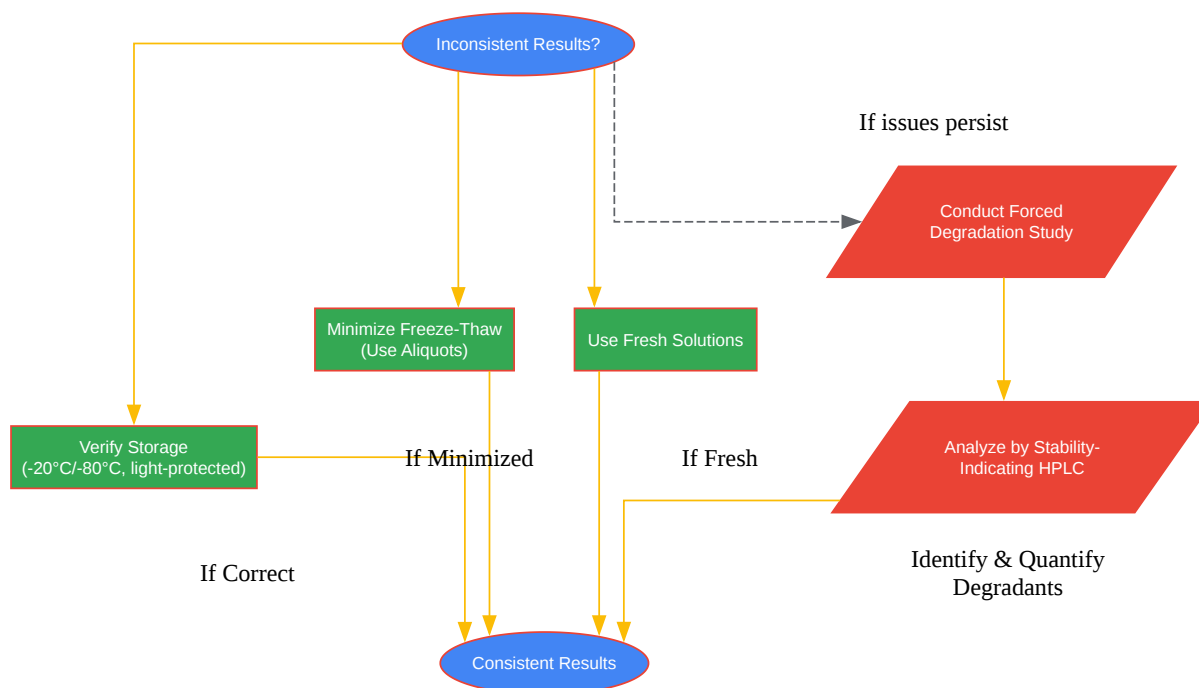 Inconsistent Results?
If issues persist
Conduct Forced
Degradation Study
Minimize Freeze-Thaw
(Use Aliquots)
Use Fresh Solutions
Verify Storage
(-20°C/-80°C, light-protected)
If Minimized
If Fresh
Analyze by Stability-
Indicating HPLC
If Correct
Identify & Quantify
Degradants
Consistent Results